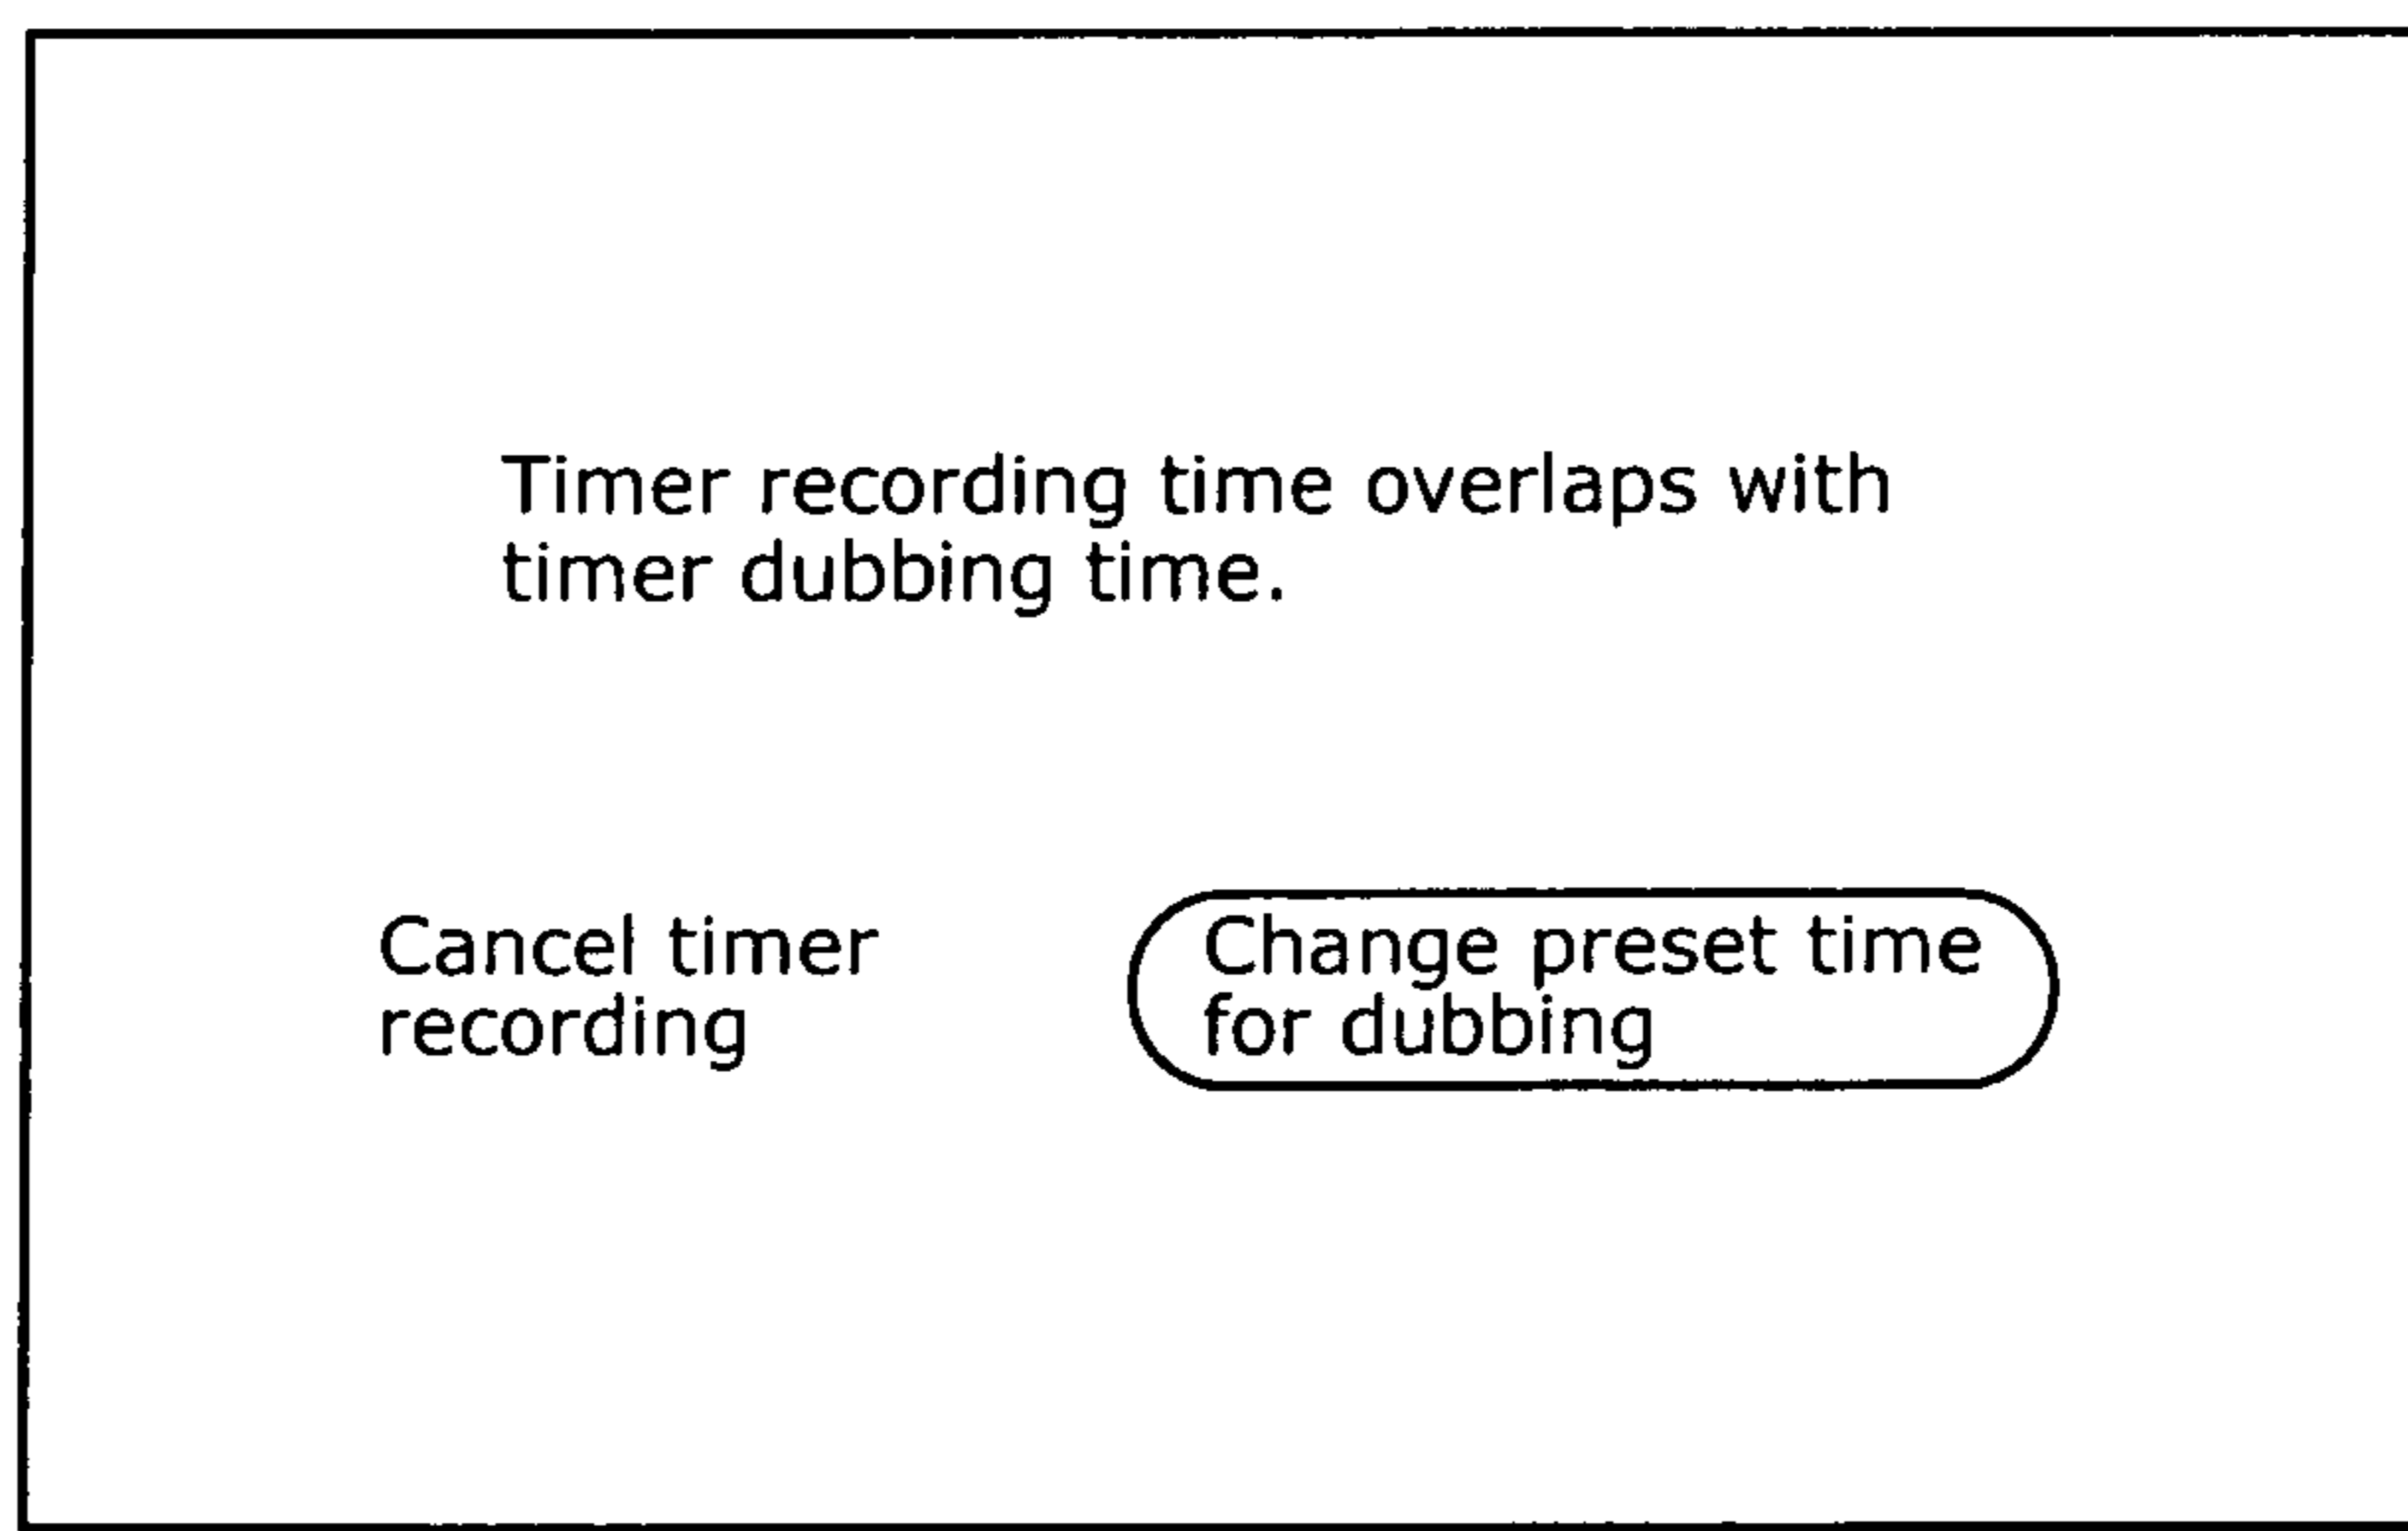 Timer recording time overlaps with
timer dubbing time.
Cancel timer
recording
Change preset time
for dubbing